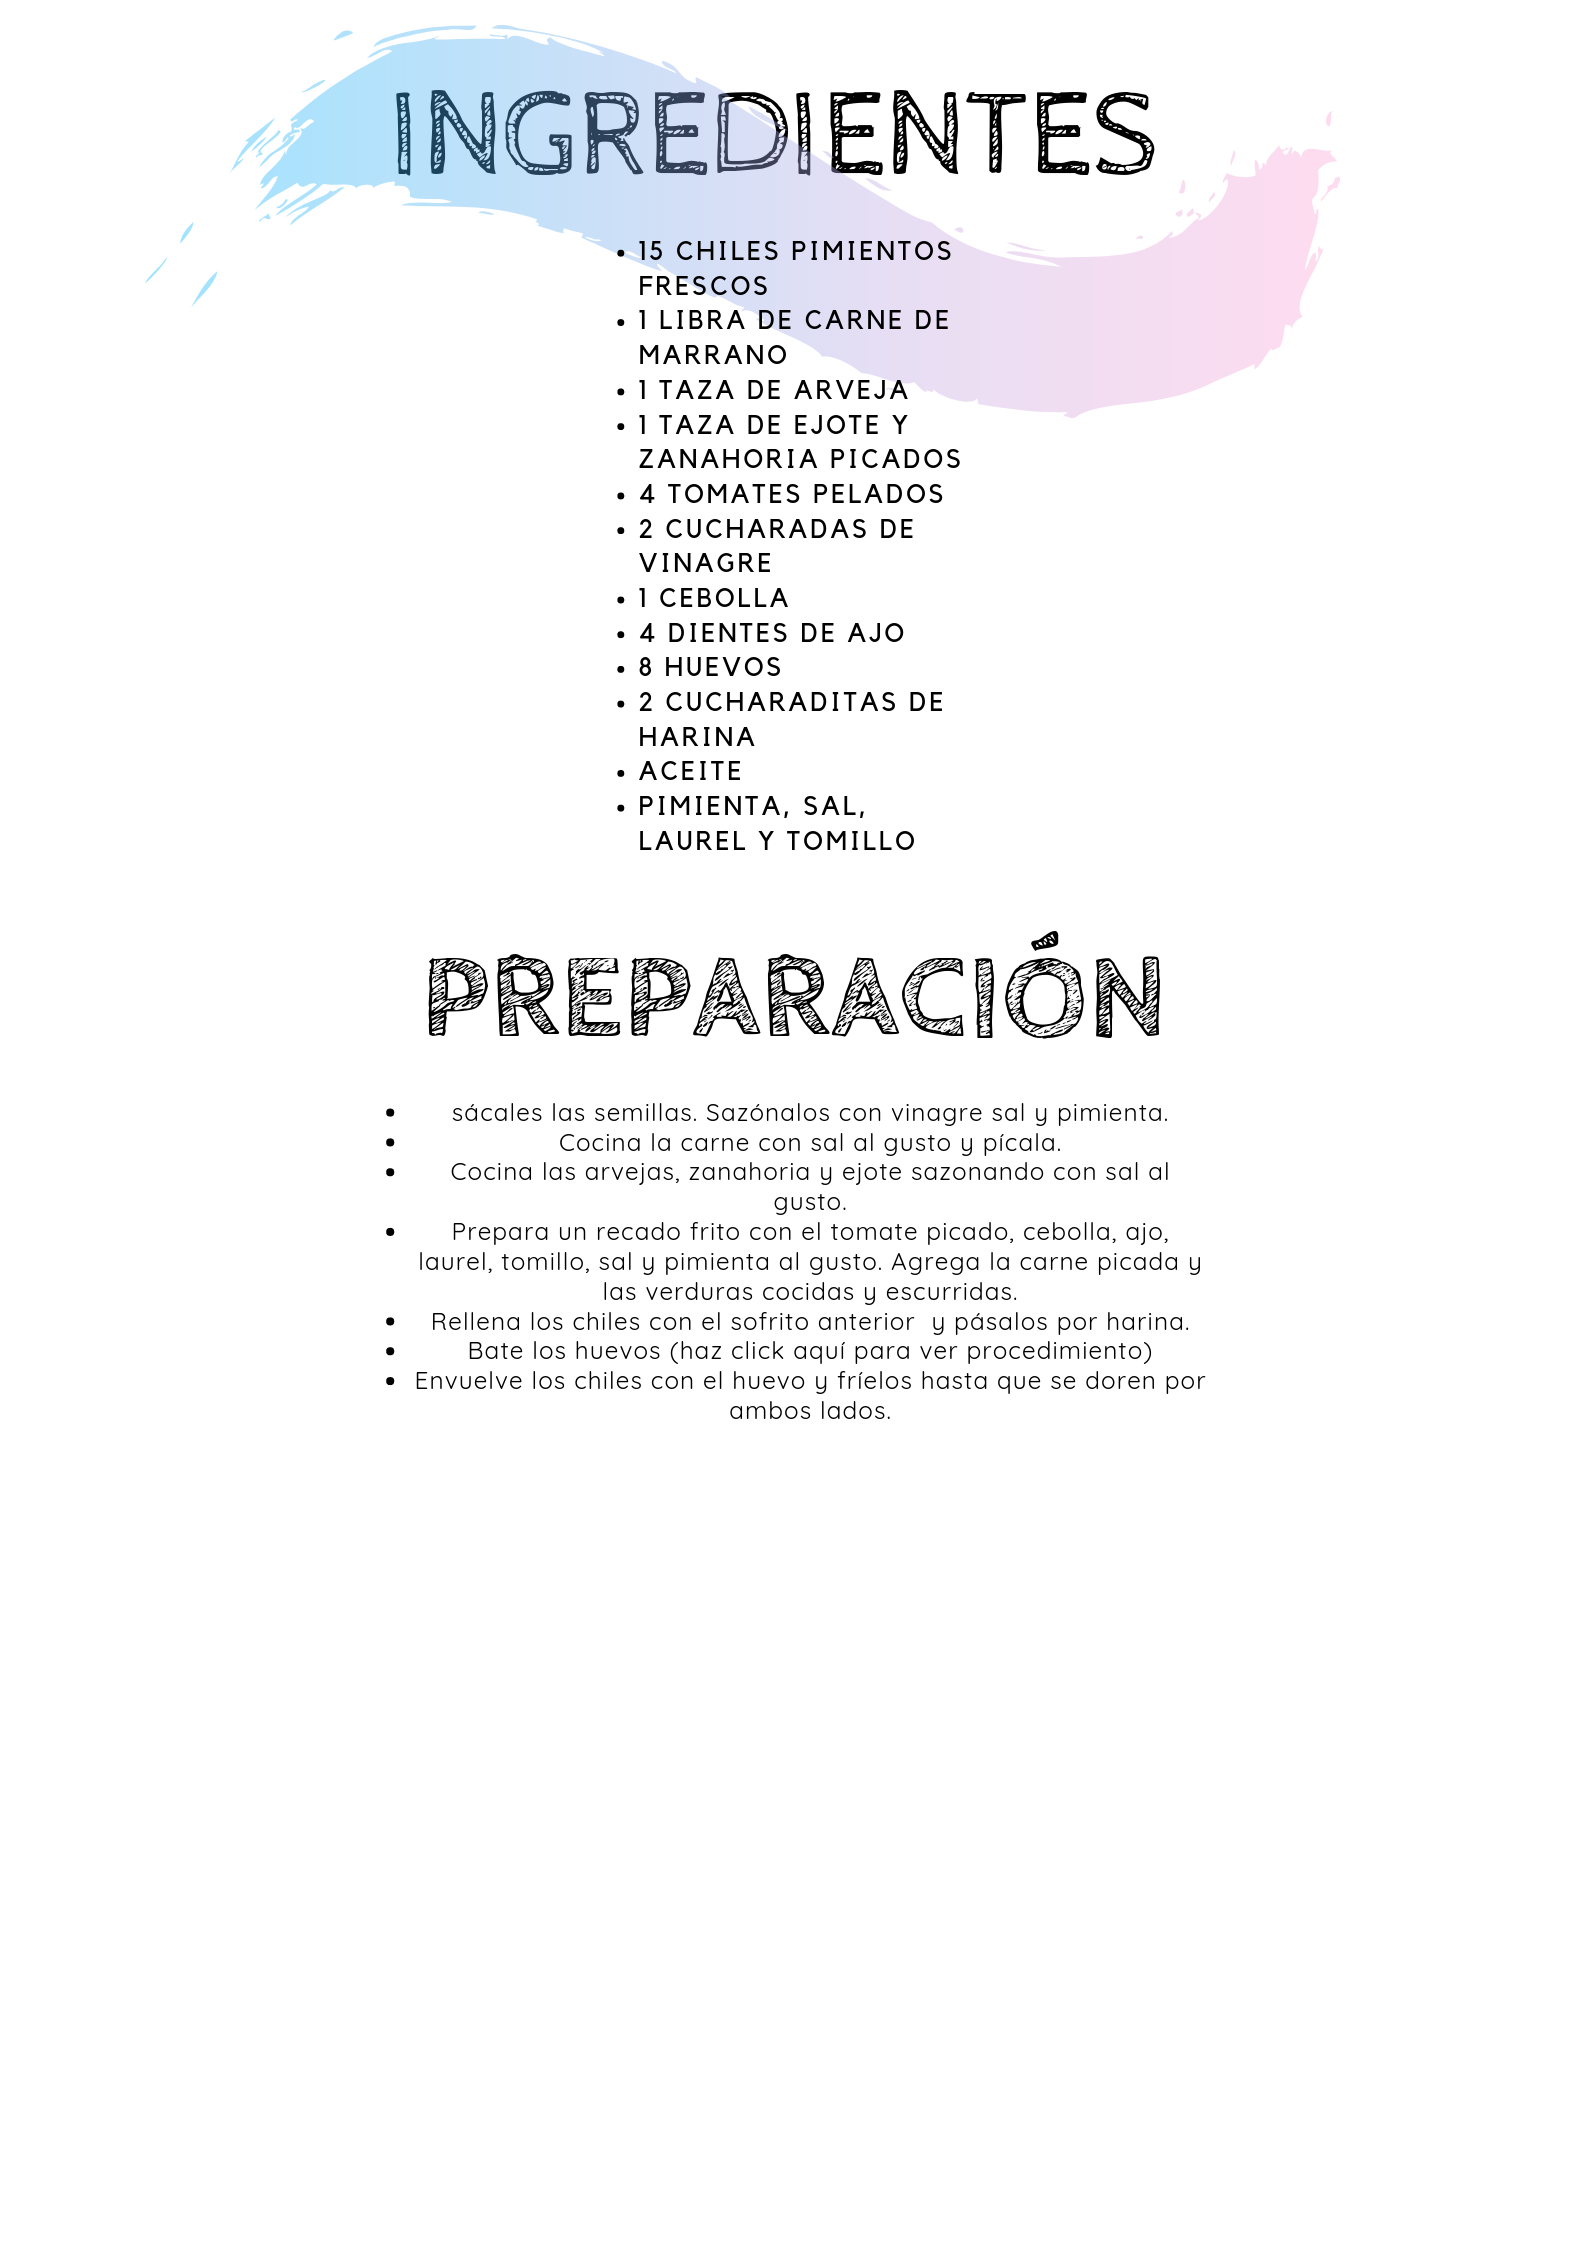 INGREDIENTES
• 15 CHILES PIMIENTOS
FRESCOS
• 1 LIBRA DE CARNE DE
MARRANO
• 1 TAZA DE ARVEJA
• 1 TAZA DE EJOTE Y
ZANAHORIA PICADOS
• 4 TOMATES PELADOS
• 2 CUCHARADAS DE
VINAGRE
• 1 CEBOLLA
• 4 DIENTES DE AJO
• 8 HUEVOS
• 2 CUCHARADITAS DE
HARINA
• ACEITE
• PIMIENTA, SAL,
LAUREL Y TOMILLO
PREPARACIÓN
• sácales las semillas. Sazónalos con vinagre sal y pimienta.
• Cocina la carne con sal al gusto y pícala.
• Cocina las arvejas, zanahoria y ejote sazonando con sal al
gusto.
• Prepara un recado frito con el tomate picado, cebolla, ajo,
laurel, tomillo, sal y pimienta al gusto. Agrega la carne picada y
las verduras cocidas y escurridas.
• Rellena los chiles con el sofrito anterior  y pásalos por harina.
• Bate los huevos (haz click aquí para ver procedimiento)
• Envuelve los chiles con el huevo y fríelos hasta que se doren por
ambos lados.